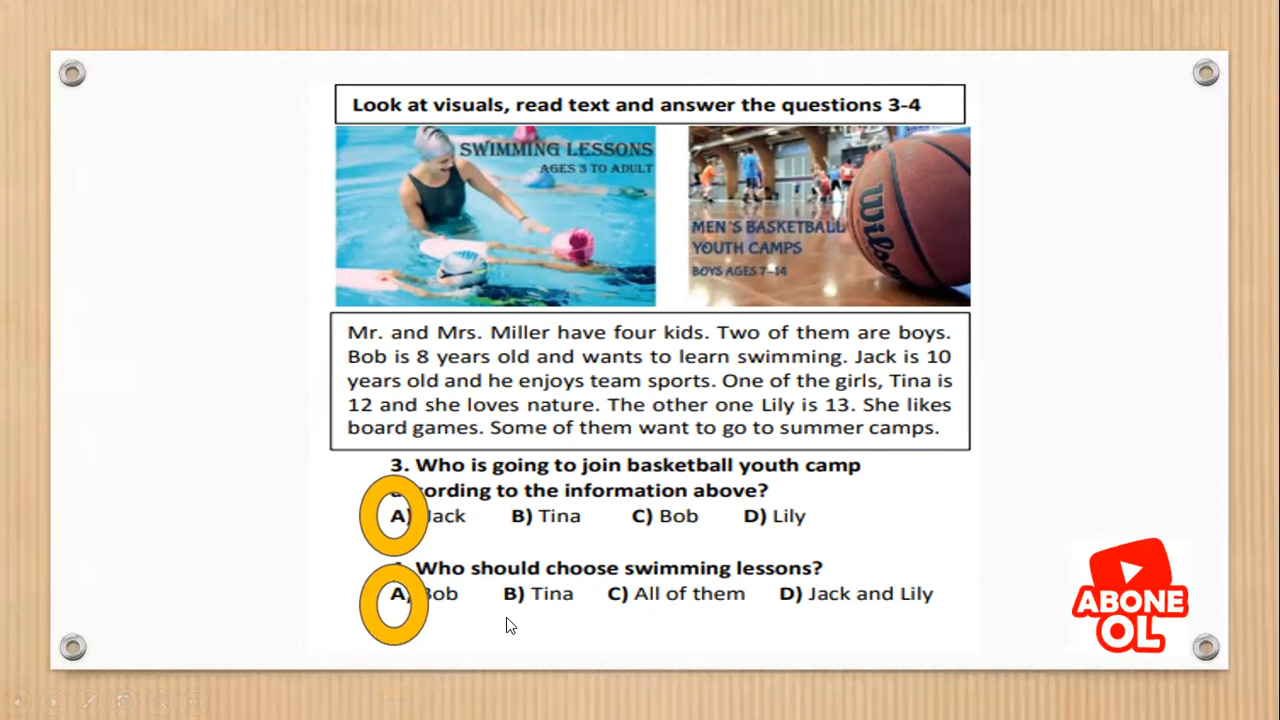 Look at visuals, read text and answer the questions 3-4
SWIMMING LESSONS
AGES 3 TO ADULT
MEN'S BASKETBALL
YOUTH CAMPS
BOYS AGES 7-14
Wilson
Mr. and Mrs. Miller have four kids. Two of them are boys.
Bob is 8 years old and wants to learn swimming. Jack is 10
years old and he enjoys team sports. One of the girls, Tina is
12 and she loves nature. The other one Lily is 13. She likes
board games. Some of them want to go to summer camps.
3. Who is going to join basketball youth camp
according to the information above?
A) Jack B) Tina C) Bob D) Lily
4. Who should choose swimming lessons?
A) Bob B) Tina C) All of them D) Jack and Lily
ABONE
OL